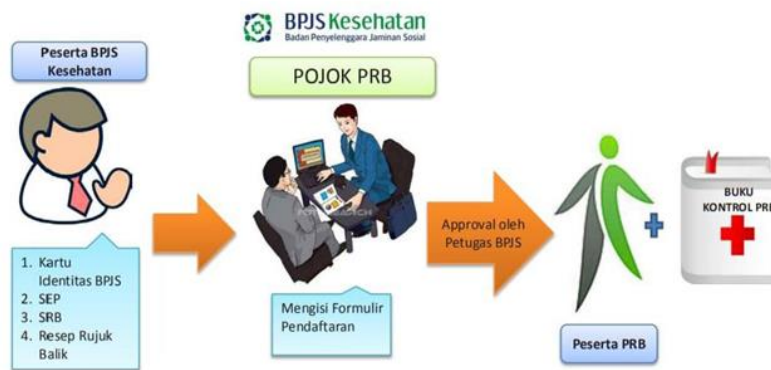 BPJS Kesehatan
Badan Penyelenggara Jaminan Sosial
Peserta BPJS
Kesehatan
POJOK PRB
1. Kartu
Identitas BPJS
2. SEP
3. SRB
4. Resep Rujuk
Balik
Mengisi Formulir
Pendaftaran
Approval oleh
Petugas BPJS
Peserta PRB
BUKU
KONTROL PRB